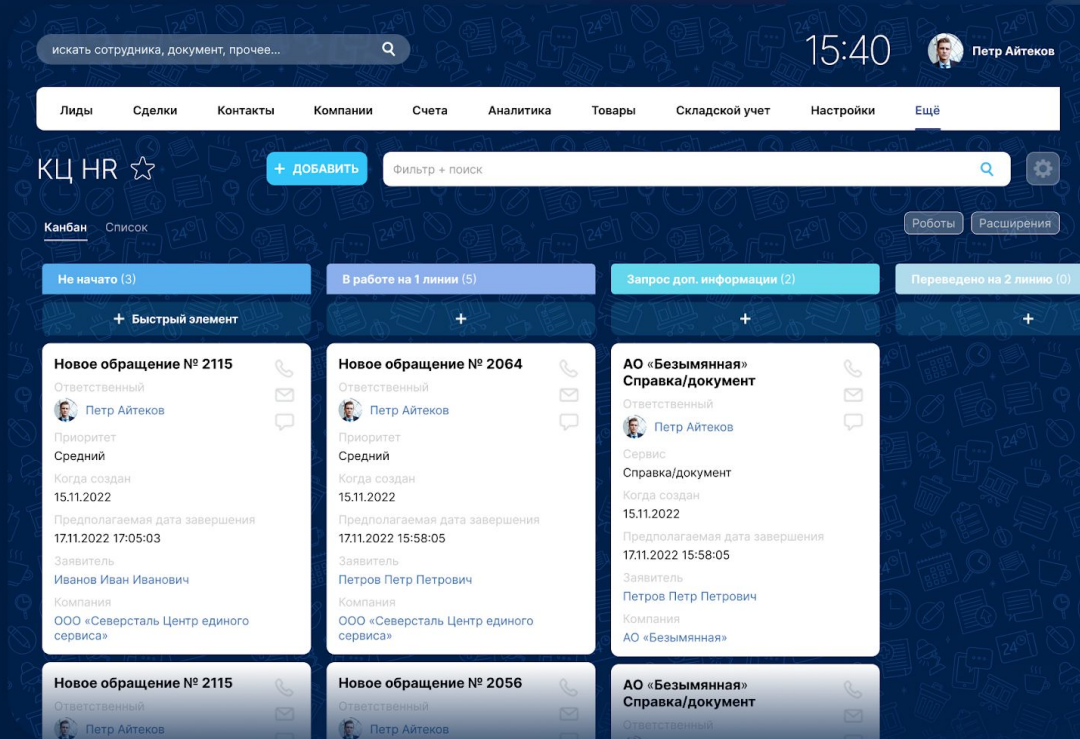 искать сотрудника, документ, прочее...
15:40
Петр Айтеков
Лиды Сделки Контакты Компании Счета Аналитика Товары Складской учет Настройки Ещё
КЦ HR
+ ДОБАВИТЬ
Фильтр + поиск
Канбан Список
Роботы Расширения
Не начато (3)
+ Быстрый элемент
Новое обращение № 2115
Ответственный
Петр Айтеков
Приоритет
Средний
Когда создан
15.11.2022
Предполагаемая дата завершения
17.11.2022 17:05:03
Заявитель
Иванов Иван Иванович
Компания
ООО «Северсталь Центр единого
сервиса»
Новое обращение № 2115
Ответственный
Петр Айтеков
В работе на 1 линии (5)
+
Новое обращение № 2064
Ответственный
Петр Айтеков
Приоритет
Средний
Когда создан
15.11.2022
Предполагаемая дата завершения
17.11.2022 15:58:05
Заявитель
Петров Петр Петрович
Компания
ООО «Северсталь Центр единого
сервиса»
Новое обращение № 2056
Ответственный
Петр Айтеков
Запрос доп. информации (2)
+
АО «Безымянная»
Справка/документ
Ответственный
Петр Айтеков
Сервис
Справка/документ
Когда создан
15.11.2022
Предполагаемая дата завершения
17.11.2022 15:58:05
Заявитель
Петров Петр Петрович
Компания
АО «Безымянная»
АО «Безымянная»
Справка/документ
Ответственный
Переведено на 2 линию (0)
+